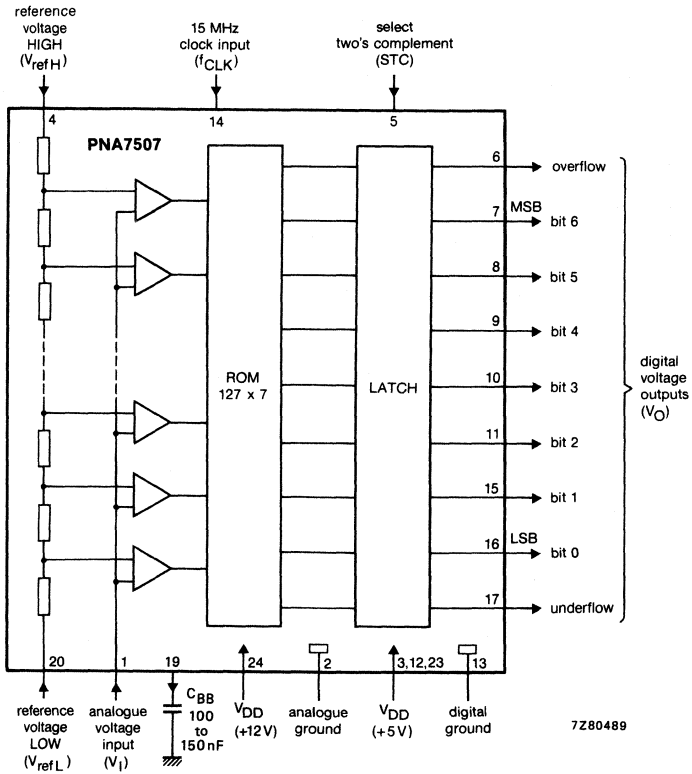 reference
voltage
HIGH
(VrefH)
15 MHz
clock input
(fCLK)
select
two's complement
(STC)
4
14
5
PNA7507
ROM
127 x 7
LATCH
6
overflow
7
MSB
bit 6
8
bit 5
9
bit 4
10
bit 3
11
bit 2
15
bit 1
16
LSB
bit 0
17
underflow
digital
voltage
outputs
(VO)
20
1
19
24
2
3,12,23
13
reference
voltage
LOW
(VrefL)
analogue
voltage
input
(VI)
CBB
100
to
150nF
VDD
(+12V)
analogue
ground
VDD
(+5V)
digital
ground
7Z80489